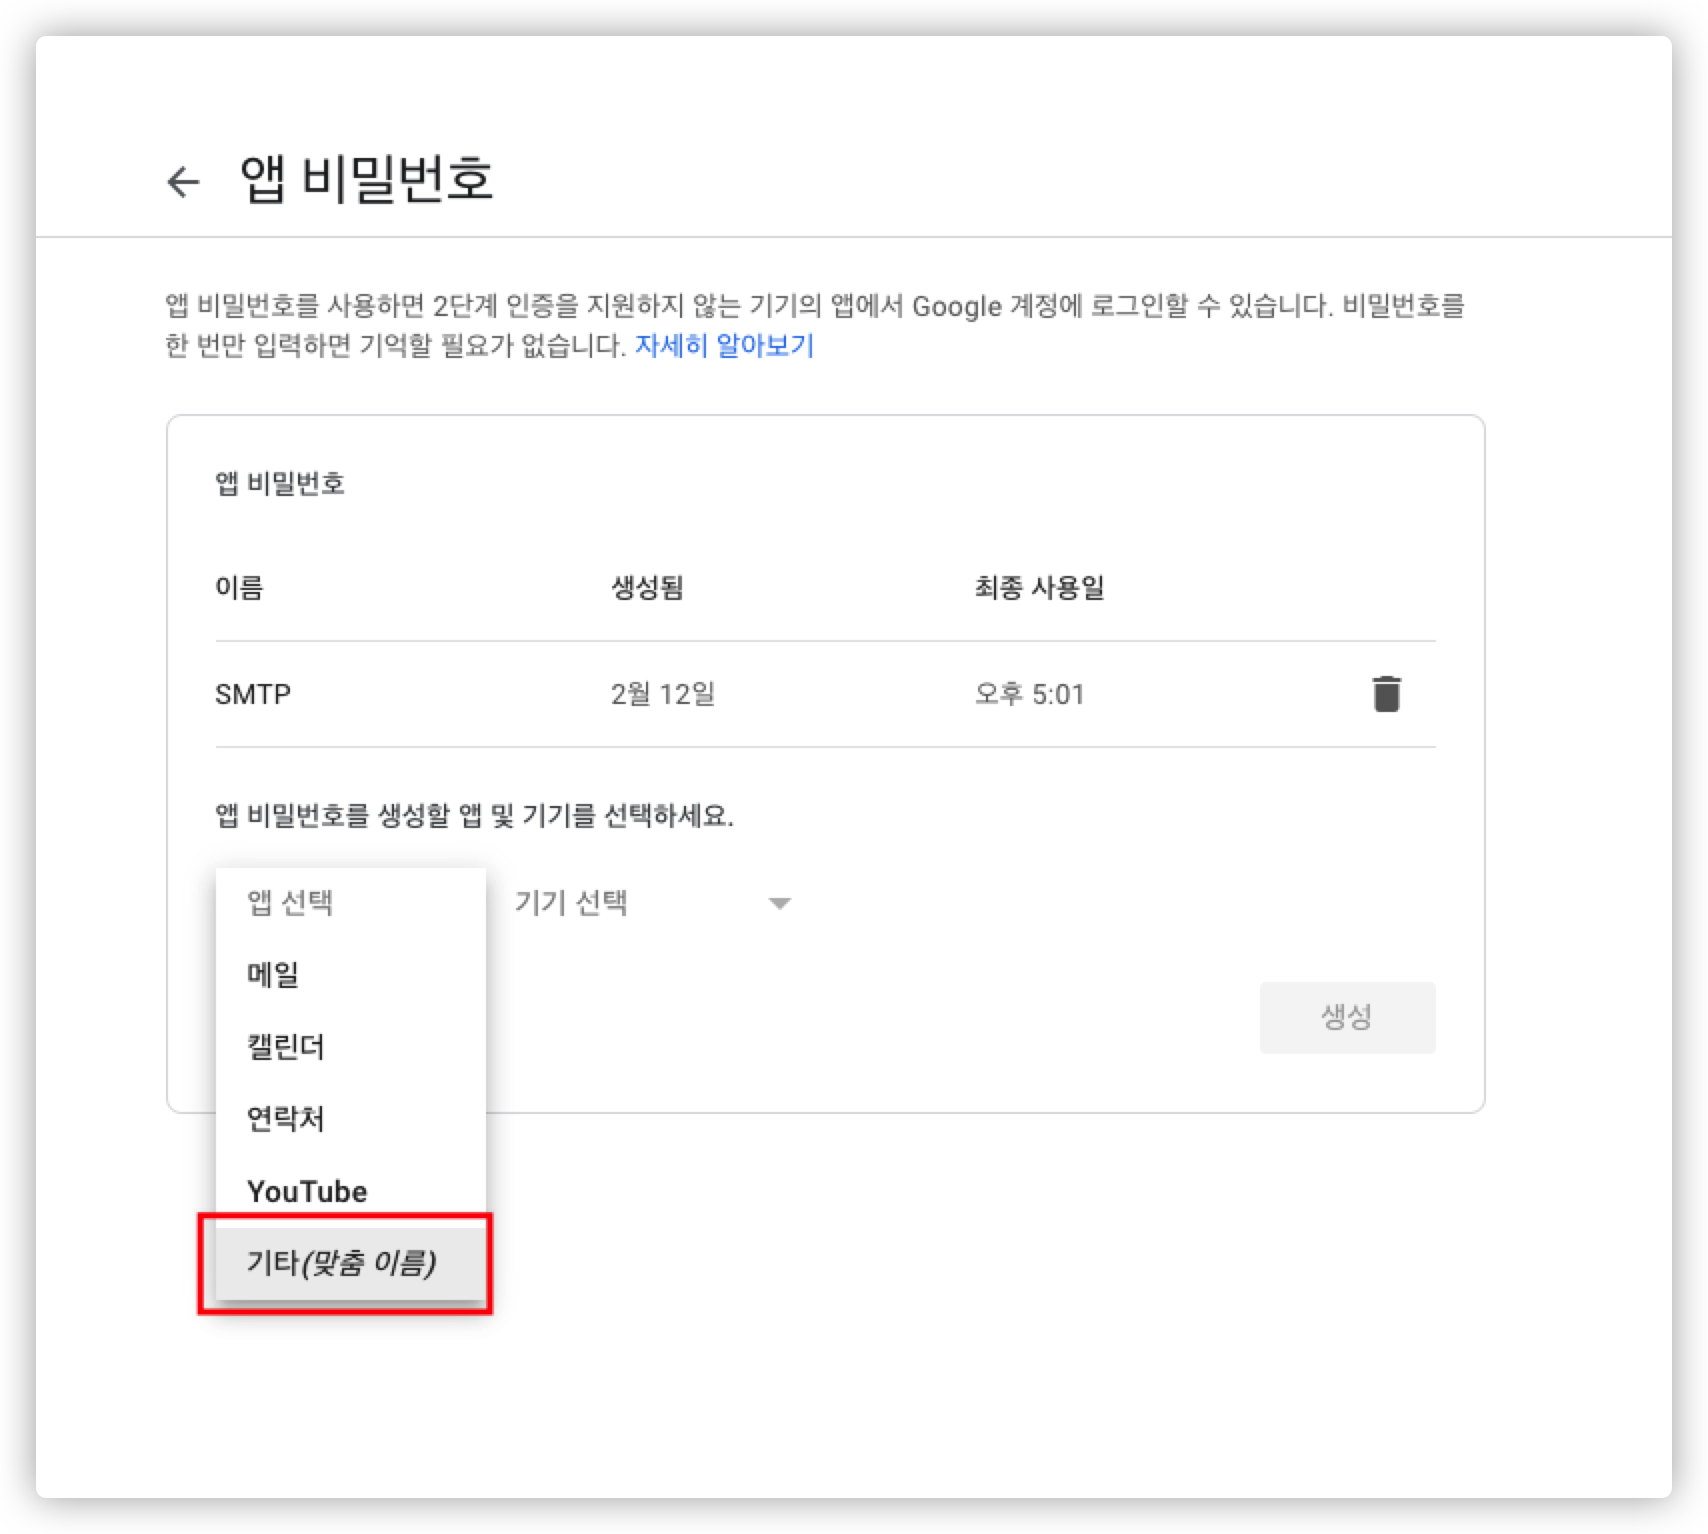 앱 비밀번호
앱 비밀번호를 사용하면 2단계 인증을 지원하지 않는 기기의 앱에서 Google 계정에 로그인할 수 있습니다. 비밀번호를
한 번만 입력하면 기억할 필요가 없습니다. 자세히 알아보기
앱 비밀번호
이름 생성됨 최종 사용일
SMTP 2월 12일 오후 5:01
앱 비밀번호를 생성할 앱 및 기기를 선택하세요.
앱 선택 기기 선택
메일
생성
캘린더
연락처
YouTube
기타(맞춤 이름)